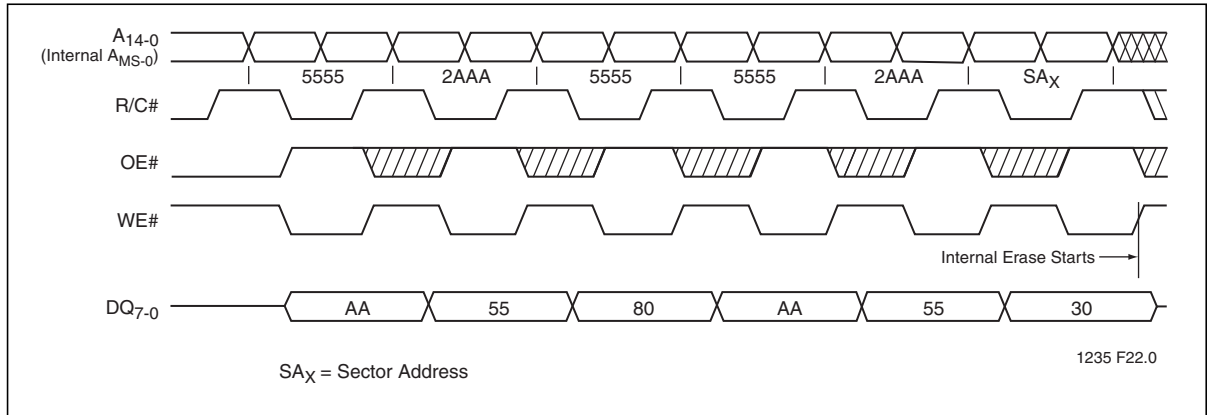 A14-0
(Internal AMS-0)
5555 2AAA 5555 5555 2AAA SAX
R/C#
OE#
WE#
Internal Erase Starts
DQ7-0 AA 55 80 AA 55 30
1235 F22.0
SAX = Sector Address